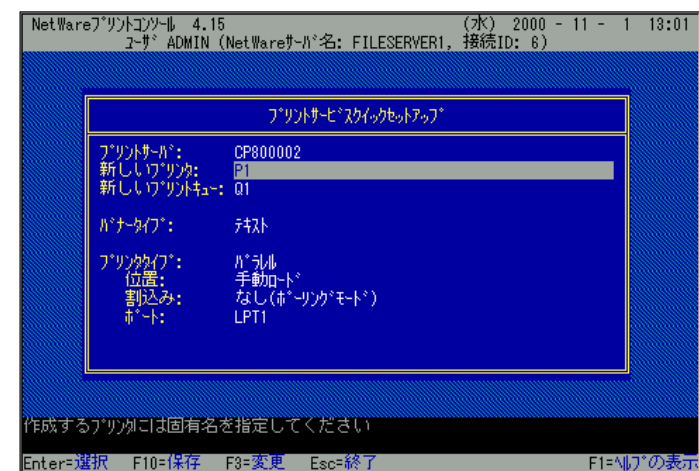 NetWareﾌﾟﾘﾝﾄｺﾝｿｰﾙ 4.15 (水) 2000 - 11 - 1 13:01
ﾕｰｻﾞ ADMIN (NetWareｻｰﾊﾞ名: FILESERVER1, 接続ID: 6)
ﾌﾟﾘﾝﾄｻｰﾋﾞｽｸｲｯｸｾｯﾄｱｯﾌﾟ
ﾌﾟﾘﾝﾄｻｰﾊﾞ: CP800002
新しいﾌﾟﾘﾝﾀ: P1
新しいﾌﾟﾘﾝﾄｷｭｰ: Q1
ﾊﾞﾅｰﾀｲﾌﾟ: ﾃｷｽﾄ
ﾌﾟﾘﾝﾀﾀｲﾌﾟ: ﾊﾟﾗﾚﾙ
位置: 手動ﾛｰﾄﾞ
割込み: なし(ﾎﾟｰﾘﾝｸﾞﾓｰﾄﾞ)
ﾎﾟｰﾄ: LPT1
作成するﾌﾟﾘﾝﾀには固有名を指定してください
Enter=選択 F10=保存 F3=変更 Esc=終了 F1=ﾍﾙﾌﾟの表示